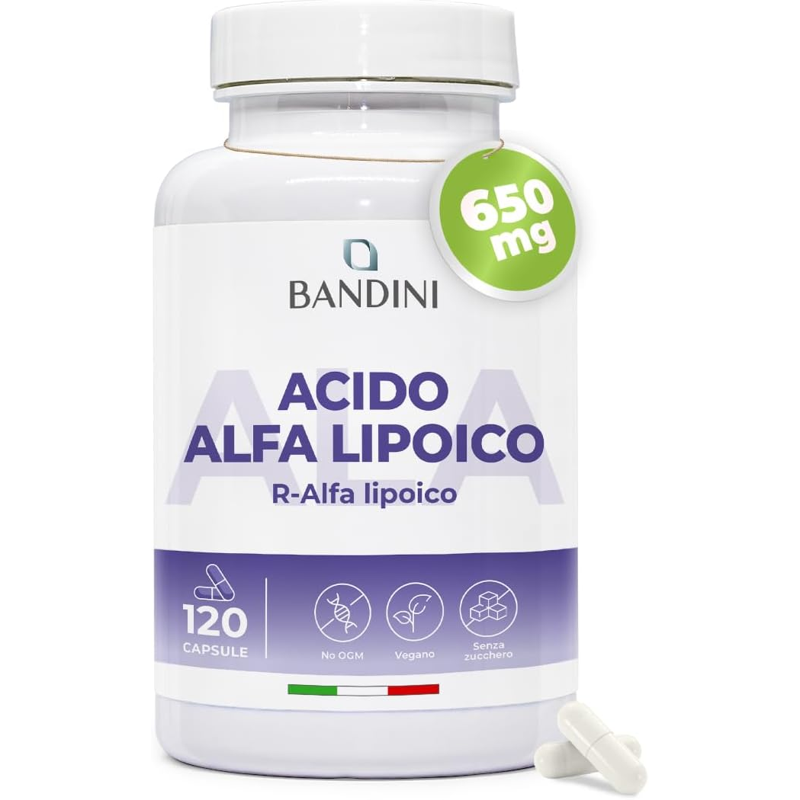 650
mg
BANDINI
ALA
ACIDO
ALFA LIPOICO
R-Alfa lipoico
120
CAPSULE
No OGM
Vegano
Senza
zucchero